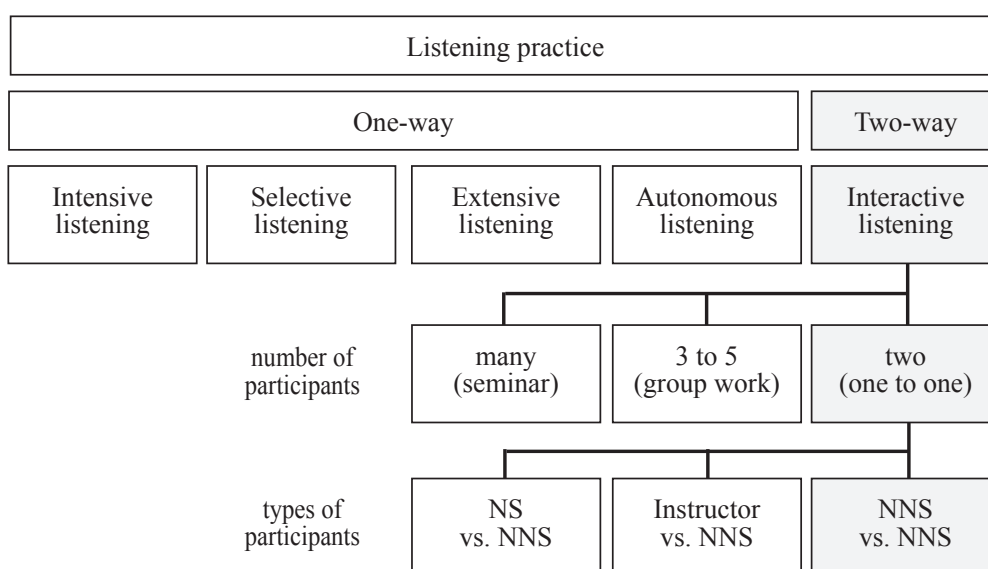 Listening practice
One-way
Two-way
Intensive
listening
Selective
listening
Extensive
listening
Autonomous
listening
Interactive
listening
number of
participants
many
(seminar)
3 to 5
(group work)
two
(one to one)
types of
participants
NS
vs. NNS
Instructor
vs. NNS
NNS
vs. NNS